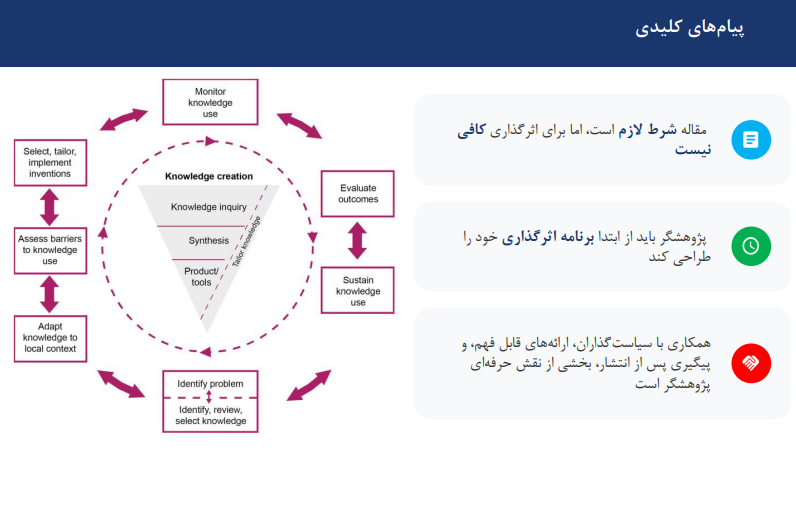 پیام‌های کلیدی
مقاله شرط لازم است، اما برای اثرگذاری کافی
نیست
پژوهشگر باید از ابتدا برنامه اثرگذاری خود را
طراحی کند
همکاری با سیاست‌گذاران، ارائه‌های قابل فهم، و
پیگیری پس از انتشار، بخشی از نقش حرفه‌ای
پژوهشگر است
Monitor
knowledge
use
Select, tailor,
implement
inventions
Assess barriers
to knowledge
use
Adapt
knowledge to
local context
Knowledge creation
Knowledge inquiry
Synthesis
Product/
tools
Tailor knowledge
Evaluate
outcomes
Sustain
knowledge
use
Identify problem
Identify, review,
select knowledge